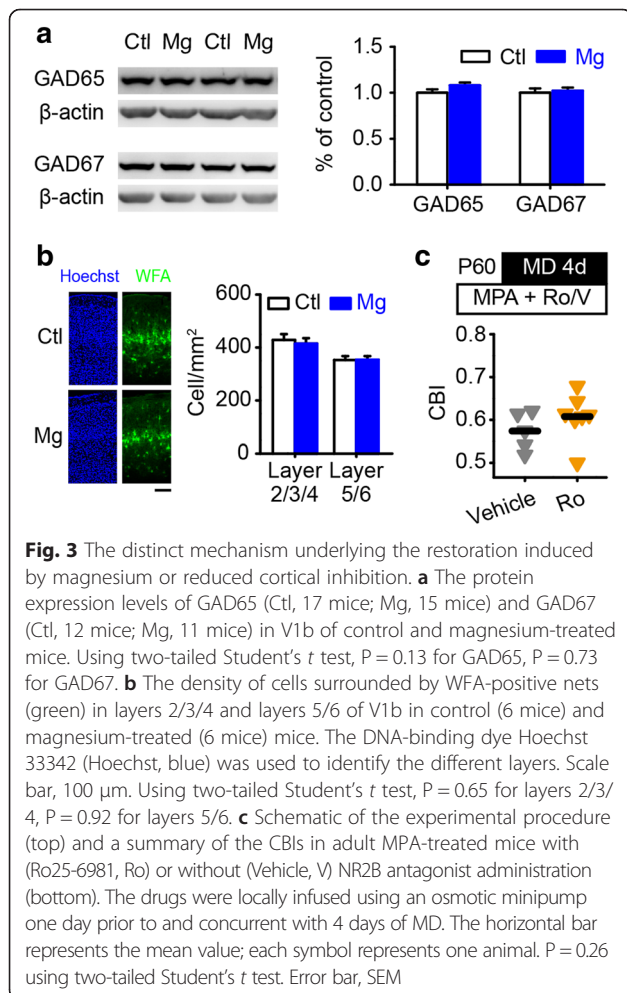 a
Ctl Mg Ctl Mg
GAD65
β-actin
GAD67
β-actin
Ctl Mg
% of control
1.5
1.0
0.5
0.0
GAD65 GAD67
b
Hoechst WFA
Ctl
Mg
Ctl Mg
Cell/mm²
600
400
200
0
Layer 2/3/4
Layer 5/6
c
P60 MD 4d
MPA + Ro/V
CBI
0.8
0.7
0.6
0.5
Vehicle Ro
Fig. 3 The distinct mechanism underlying the restoration induced
by magnesium or reduced cortical inhibition. a The protein
expression levels of GAD65 (Ctl, 17 mice; Mg, 15 mice) and GAD67
(Ctl, 12 mice; Mg, 11 mice) in V1b of control and magnesium-treated
mice. Using two-tailed Student's t test, P = 0.13 for GAD65, P = 0.73
for GAD67. b The density of cells surrounded by WFA-positive nets
(green) in layers 2/3/4 and layers 5/6 of V1b in control (6 mice) and
magnesium-treated (6 mice) mice. The DNA-binding dye Hoechst
33342 (Hoechst, blue) was used to identify the different layers. Scale
bar, 100 μm. Using two-tailed Student's t test, P = 0.65 for layers 2/3/
4, P = 0.92 for layers 5/6. c Schematic of the experimental procedure
(top) and a summary of the CBIs in adult MPA-treated mice with
(Ro25-6981, Ro) or without (Vehicle, V) NR2B antagonist administration
(bottom). The drugs were locally infused using an osmotic minipump
one day prior to and concurrent with 4 days of MD. The horizontal bar
represents the mean value; each symbol represents one animal. P = 0.26
using two-tailed Student's t test. Error bar, SEM